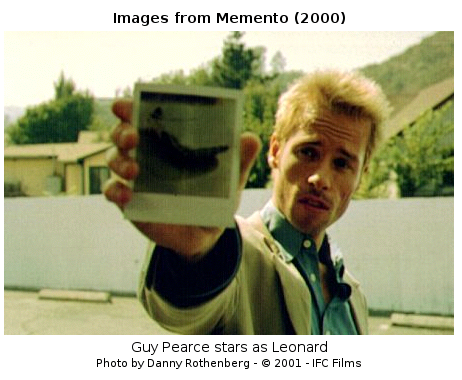 Images from Memento (2000)
Guy Pearce stars as Leonard
Photo by Danny Rothenberg - © 2001 - IFC Films